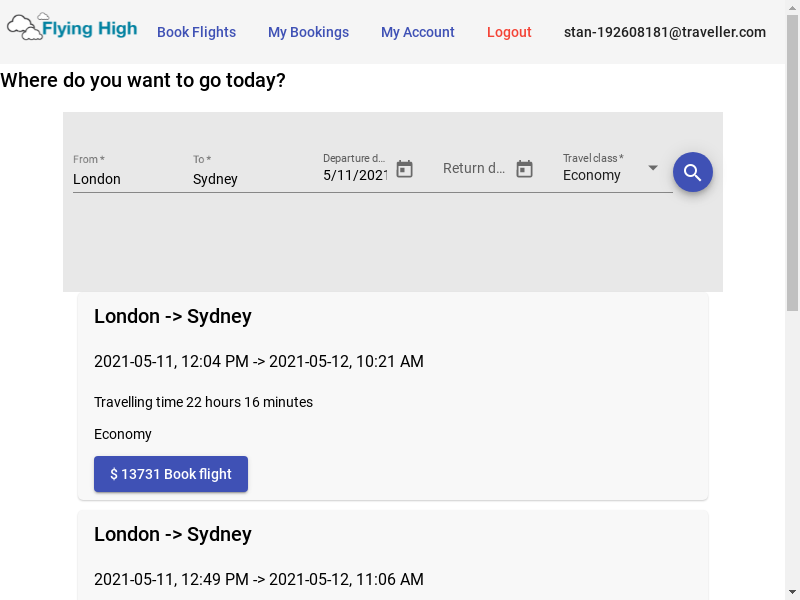 Flying High
Book Flights
My Bookings
My Account
Logout
stan-192608181@traveller.com
Where do you want to go today?
From *
London
To *
Sydney
Departure d...
5/11/2021
Return d...
Travel class *
Economy
London -> Sydney
2021-05-11, 12:04 PM -> 2021-05-12, 10:21 AM
Travelling time 22 hours 16 minutes
Economy
$ 13731 Book flight
London -> Sydney
2021-05-11, 12:49 PM -> 2021-05-12, 11:06 AM